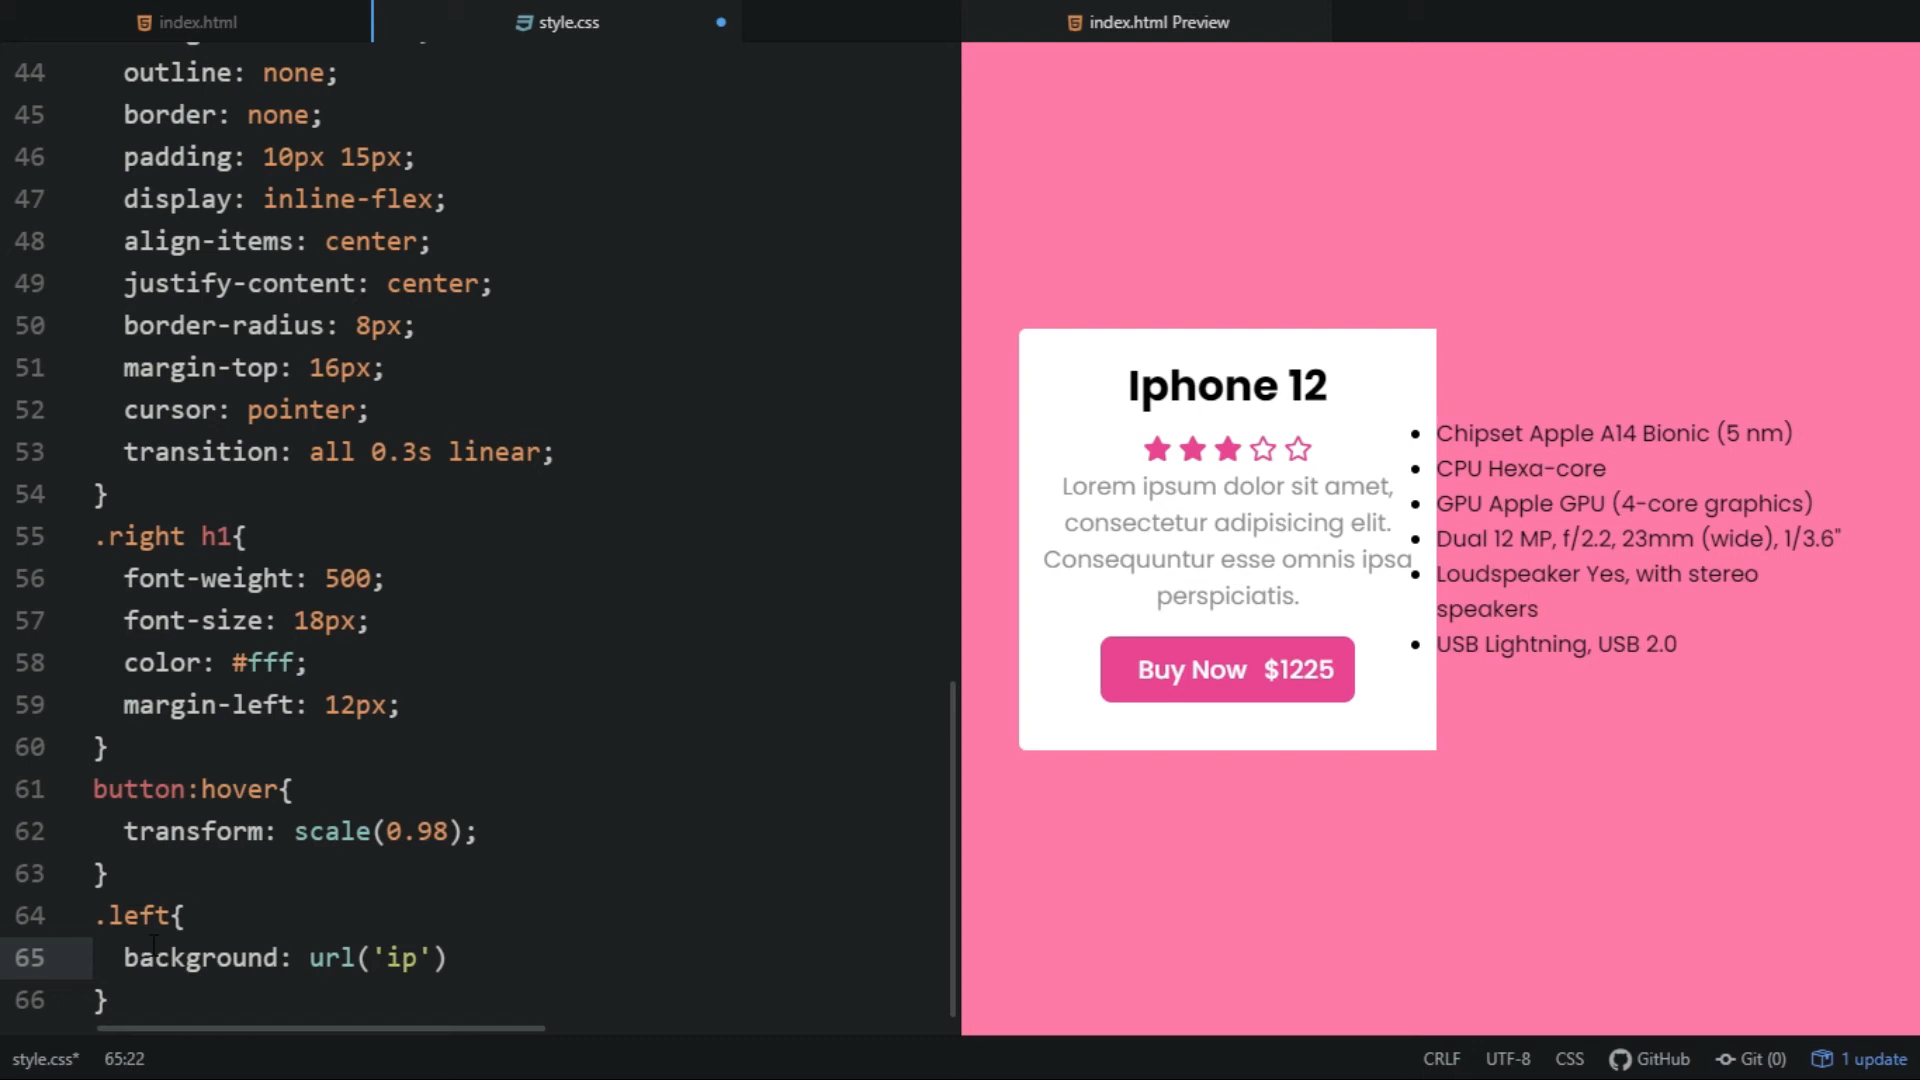 index.html
style.css
index.html Preview
44 outline: none;
45 border: none;
46 padding: 10px 15px;
47 display: inline-flex;
48 align-items: center;
49 justify-content: center;
50 border-radius: 8px;
51 margin-top: 16px;
52 cursor: pointer;
53 transition: all 0.3s linear;
54 }
55 .right h1{
56 font-weight: 500;
57 font-size: 18px;
58 color: #fff;
59 margin-left: 12px;
60 }
61 button:hover{
62 transform: scale(0.98);
63 }
64 .left{
65 background: url('ip')
66 }
Iphone 12
Lorem ipsum dolor sit amet,
consectetur adipisicing elit.
Consequuntur esse omnis ipsa
perspiciatis.
Buy Now $1225
Chipset Apple A14 Bionic (5 nm)
CPU Hexa-core
GPU Apple GPU (4-core graphics)
Dual 12 MP, f/2.2, 23mm (wide), 1/3.6"
Loudspeaker Yes, with stereo
speakers
USB Lightning, USB 2.0
style.css* 65:22
CRLF UTF-8 CSS GitHub Git (0) 1 update